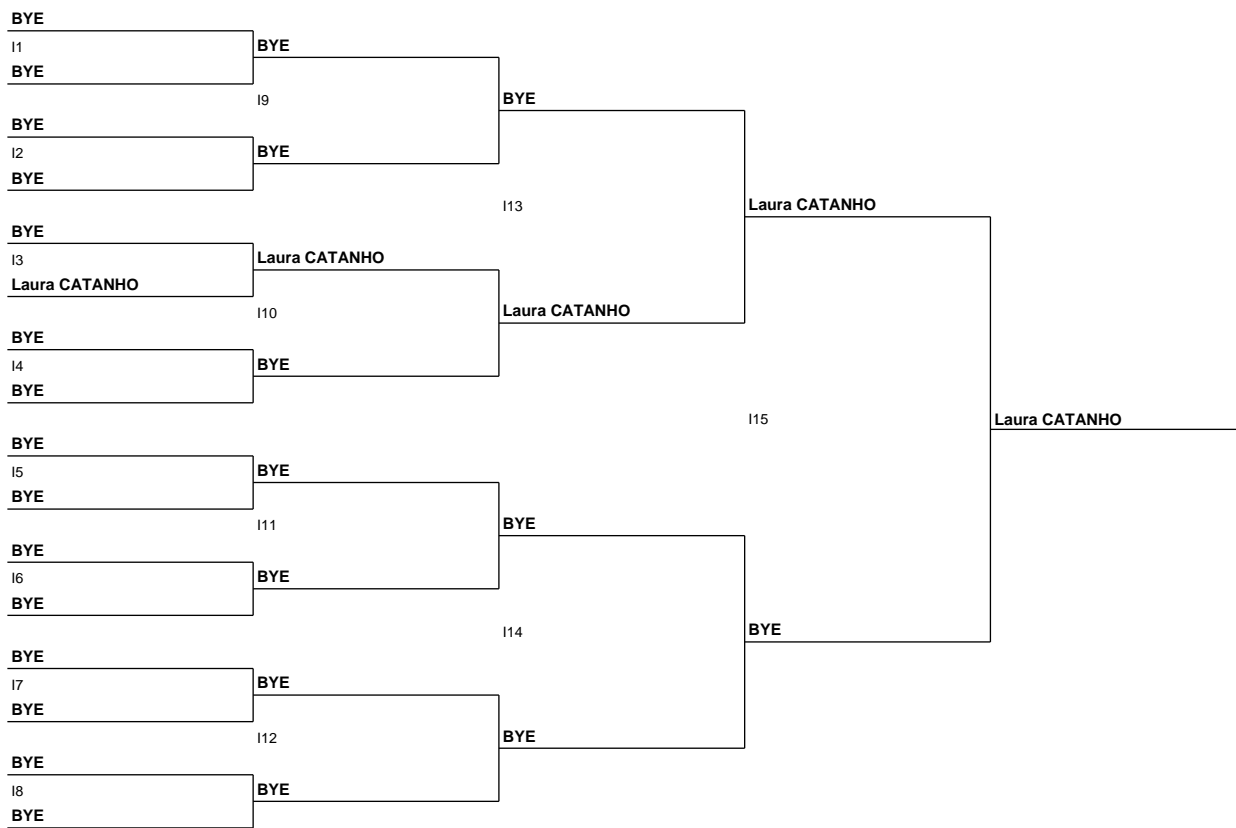 BYE
I1
BYE
BYE
I9
BYE
BYE
I2
BYE
BYE
I13
Laura CATANHO
BYE
I3
Laura CATANHO
Laura CATANHO
I10
Laura CATANHO
BYE
I4
BYE
BYE
I15
Laura CATANHO
BYE
I5
BYE
BYE
I11
BYE
BYE
I6
BYE
BYE
I14
BYE
BYE
I7
BYE
BYE
I12
BYE
BYE
I8
BYE
BYE